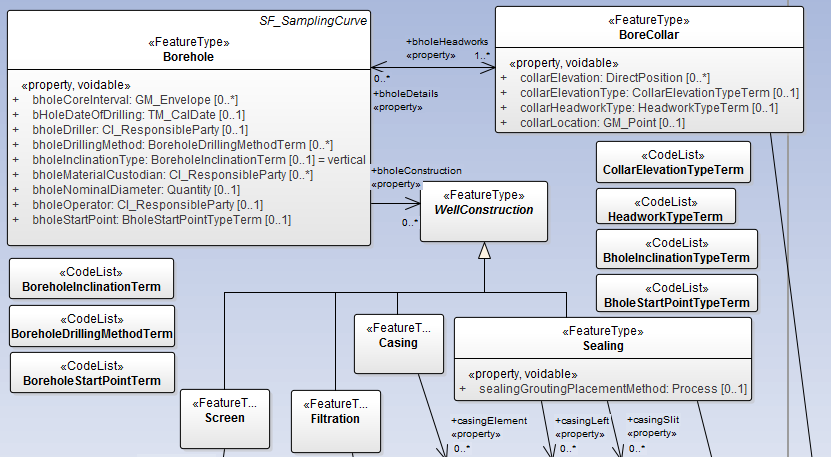 SF_SamplingCurve
«FeatureType»
Borehole
«property, voidable»
+ bholeCoreInterval: GM_Envelope [0..*]
+ bHoleDateOfDrilling: TM_CalDate [0..1]
+ bholeDriller: CI_ResponsibleParty [0..1]
+ bholeDrillingMethod: BoreholeDrillingMethodTerm [0..*]
+ bholeInclinationType: BoreholeInclinationTerm [0..1] = vertical
+ bholeMaterialCustodian: CI_ResponsibleParty [0..*]
+ bholeNominalDiameter: Quantity [0..1]
+ bholeOperator: CI_ResponsibleParty [0..1]
+ bholeStartPoint: BholeStartPointTypeTerm [0..1]
+bholeHeadworks
«property» 1..*
0..*
+bholeDetails
«property»
«FeatureType»
BoreCollar
«property, voidable»
+ collarElevation: DirectPosition [0..*]
+ collarElevationType: CollarElevationTypeTerm [0..1]
+ collarHeadworkType: HeadworkTypeTerm [0..1]
+ collarLocation: GM_Point [0..1]
+bholeConstruction
«property»
0..*
«FeatureType»
WellConstruction
«CodeList»
CollarElevationTypeTerm
«CodeList»
HeadworkTypeTerm
«CodeList»
BholeInclinationTypeTerm
«CodeList»
BholeStartPointTypeTerm
«CodeList»
BoreholeInclinationTerm
«CodeList»
BoreholeDrillingMethodTerm
«CodeList»
BoreholeStartPointTerm
«FeatureT...
Casing
«FeatureType»
Sealing
«property, voidable»
+ sealingGroutingPlacementMethod: Process [0..1]
«FeatureT...
Screen
«FeatureT...
Filtration
+casingElement
«property»
0..*
+casingLeft
«property»
0..*
+casingSlit
«property»
0..*